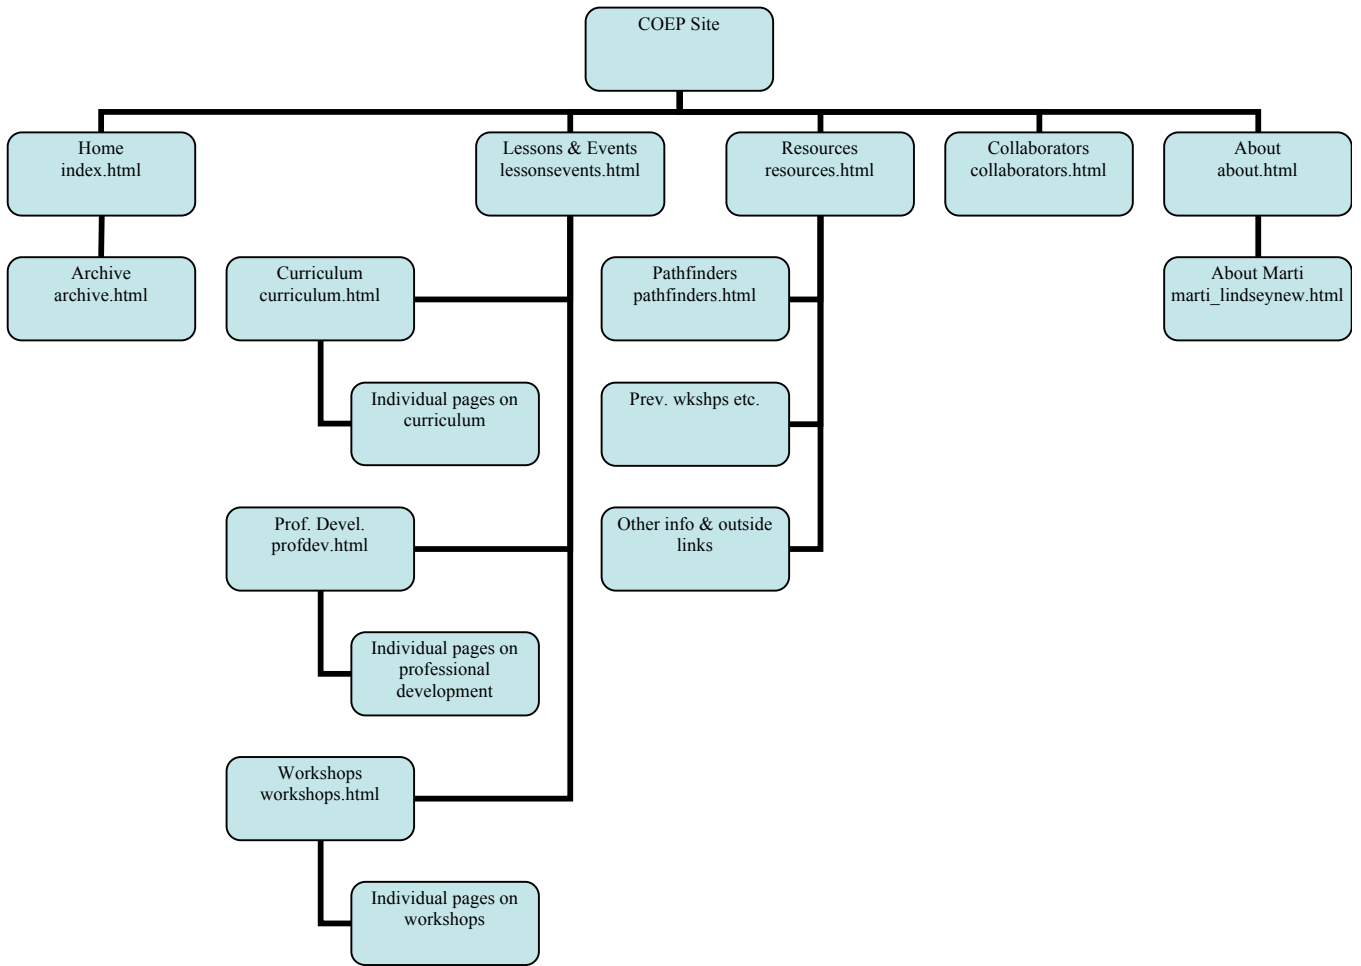 COEP Site
Home
index.html
Lessons & Events
lessonsevents.html
Resources
resources.html
Collaborators
collaborators.html
About
about.html
Archive
archive.html
Curriculum
curriculum.html
Pathfinders
pathfinders.html
About Marti
marti_lindseynew.html
Individual pages on
curriculum
Prev. wkshps etc.
Prof. Devel.
profdev.html
Other info & outside
links
Individual pages on
professional
development
Workshops
workshops.html
Individual pages on
workshops